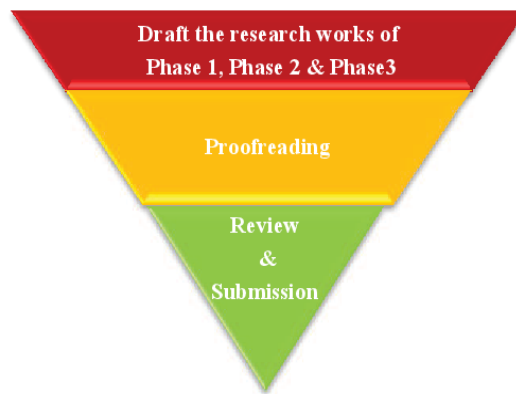 Draft the research works of
Phase 1, Phase 2 & Phase3
Proofreading
Review
&
Submission